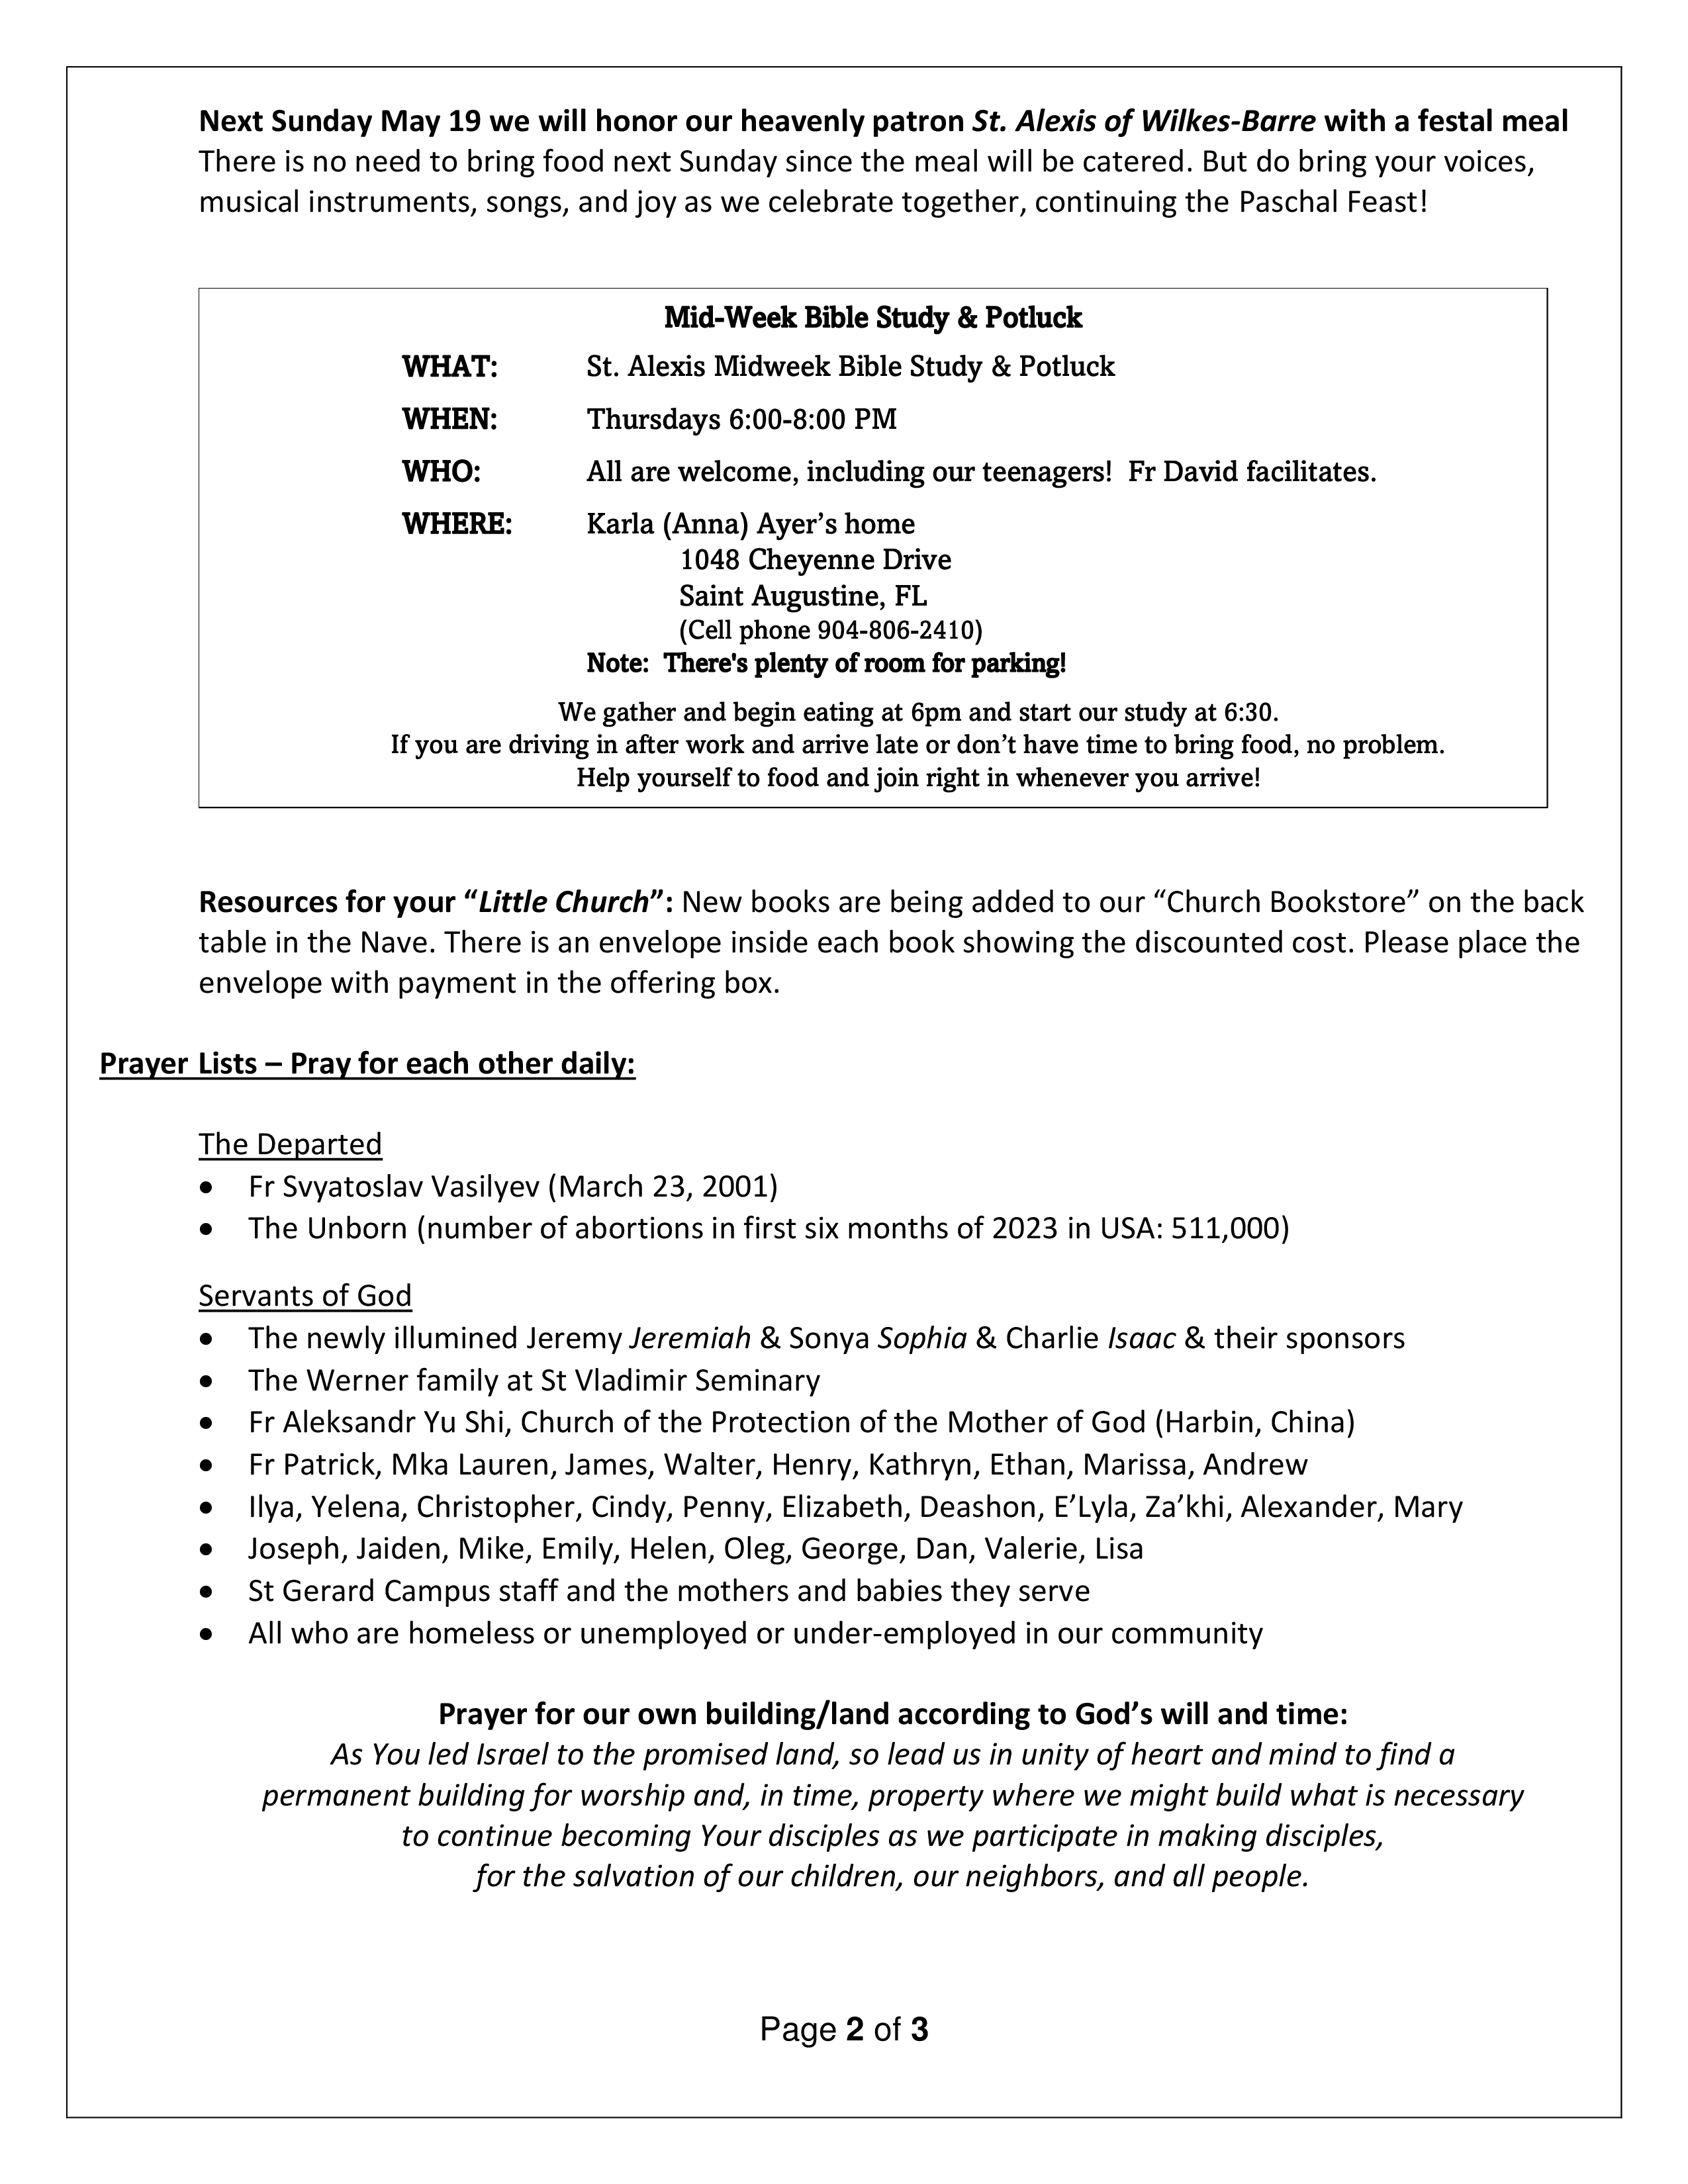 Next Sunday May 19 we will honor our heavenly patron St. Alexis of Wilkes-Barre with a festal meal
There is no need to bring food next Sunday since the meal will be catered. But do bring your voices,
musical instruments, songs, and joy as we celebrate together, continuing the Paschal Feast!
Mid-Week Bible Study & Potluck
WHAT: St. Alexis Midweek Bible Study & Potluck
WHEN: Thursdays 6:00-8:00 PM
WHO: All are welcome, including our teenagers! Fr David facilitates.
WHERE: Karla (Anna) Ayer’s home
1048 Cheyenne Drive
Saint Augustine, FL
(Cell phone 904-806-2410)
Note: There's plenty of room for parking!
We gather and begin eating at 6pm and start our study at 6:30.
If you are driving in after work and arrive late or don’t have time to bring food, no problem.
Help yourself to food and join right in whenever you arrive!
Resources for your “Little Church”: New books are being added to our “Church Bookstore” on the back
table in the Nave. There is an envelope inside each book showing the discounted cost. Please place the
envelope with payment in the offering box.
Prayer Lists – Pray for each other daily:
The Departed
• Fr Svyatoslav Vasilyev (March 23, 2001)
• The Unborn (number of abortions in first six months of 2023 in USA: 511,000)
Servants of God
• The newly illumined Jeremy Jeremiah & Sonya Sophia & Charlie Isaac & their sponsors
• The Werner family at St Vladimir Seminary
• Fr Aleksandr Yu Shi, Church of the Protection of the Mother of God (Harbin, China)
• Fr Patrick, Mka Lauren, James, Walter, Henry, Kathryn, Ethan, Marissa, Andrew
• Ilya, Yelena, Christopher, Cindy, Penny, Elizabeth, Deashon, E’Lyla, Za’khi, Alexander, Mary
• Joseph, Jaiden, Mike, Emily, Helen, Oleg, George, Dan, Valerie, Lisa
• St Gerard Campus staff and the mothers and babies they serve
• All who are homeless or unemployed or under-employed in our community
Prayer for our own building/land according to God’s will and time:
As You led Israel to the promised land, so lead us in unity of heart and mind to find a
permanent building for worship and, in time, property where we might build what is necessary
to continue becoming Your disciples as we participate in making disciples,
for the salvation of our children, our neighbors, and all people.
Page 2 of 3